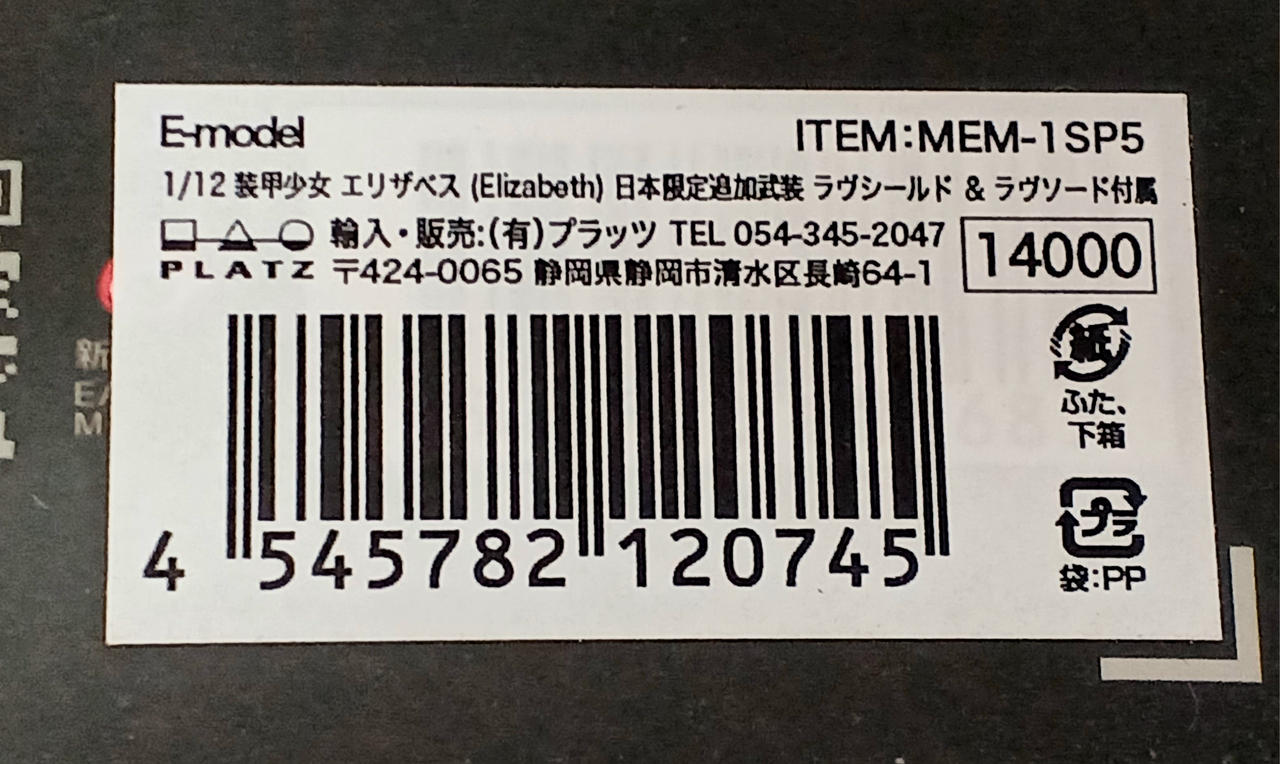 E-model
ITEM:MEM-1SP5
1/12 装甲少女 エリザベス (Elizabeth) 日本限定追加武装 ラヴシールド & ラヴソード付属
輸入・販売:(有)プラッツ TEL 054-345-2047
PLATZ 〒424-0065 静岡県静岡市清水区長崎64-1
14000
紙
ふた、
下箱
プラ
袋:PP
4 545782 120745
新
EA
M